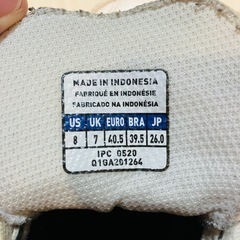 MADE IN INDONESIA
FABRIQUÉ EN INDÉNESIE
FABRICADO NA INDONÉSIA
US UK EURO BRA JP
8 7 40.5 39.5 26.0
IPC 0520
Q1GA201264